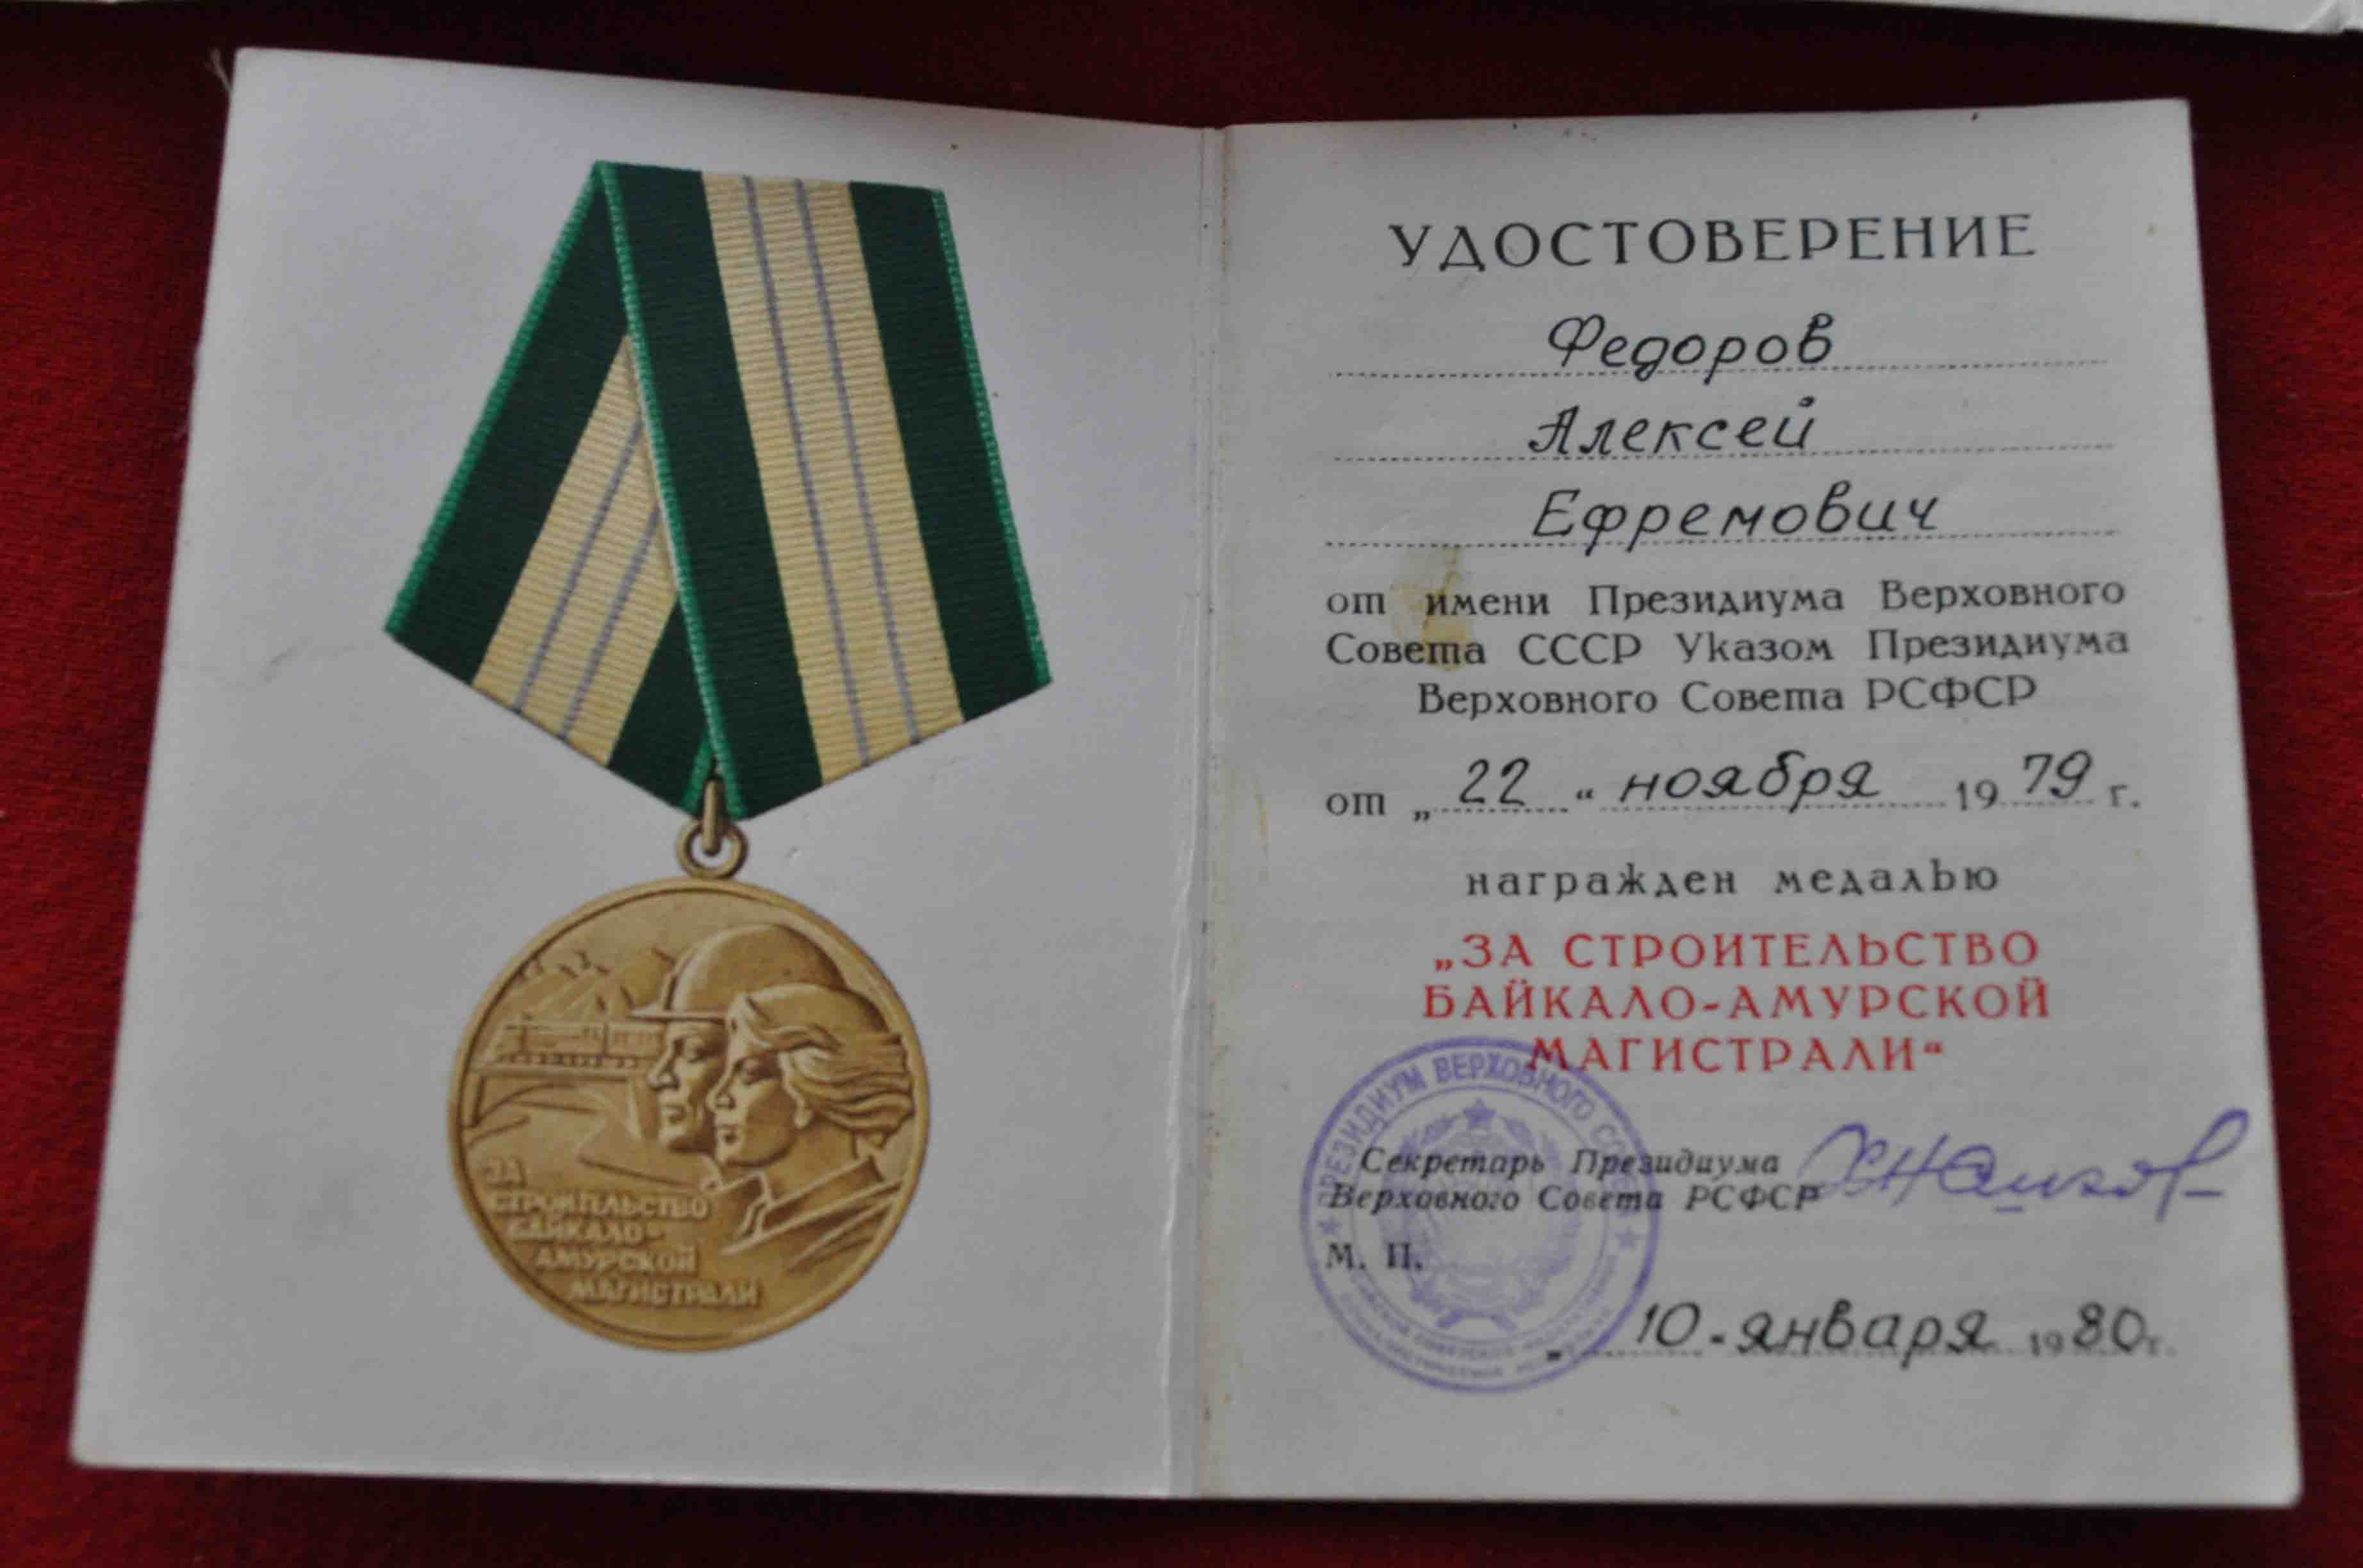 ЗА
СТРОИТЕЛЬСТВО
БАЙКАЛО-
АМУРСКОЙ
МАГИСТРАЛИ
УДОСТОВЕРЕНИЕ
Федоров
Алексей
Ефремович
от имени Президиума Верховного
Совета СССР Указом Президиума
Верховного Совета РСФСР
от „22“ ноября 1979 г.
награжден медалью
„ЗА СТРОИТЕЛЬСТВО
БАЙКАЛО-АМУРСКОЙ
МАГИСТРАЛИ“
ПРЕЗИДИУМ ВЕРХОВНОГО
Секретарь Президиума
Верховного Совета РСФСР
М. П.
„10 - января 1980 г.